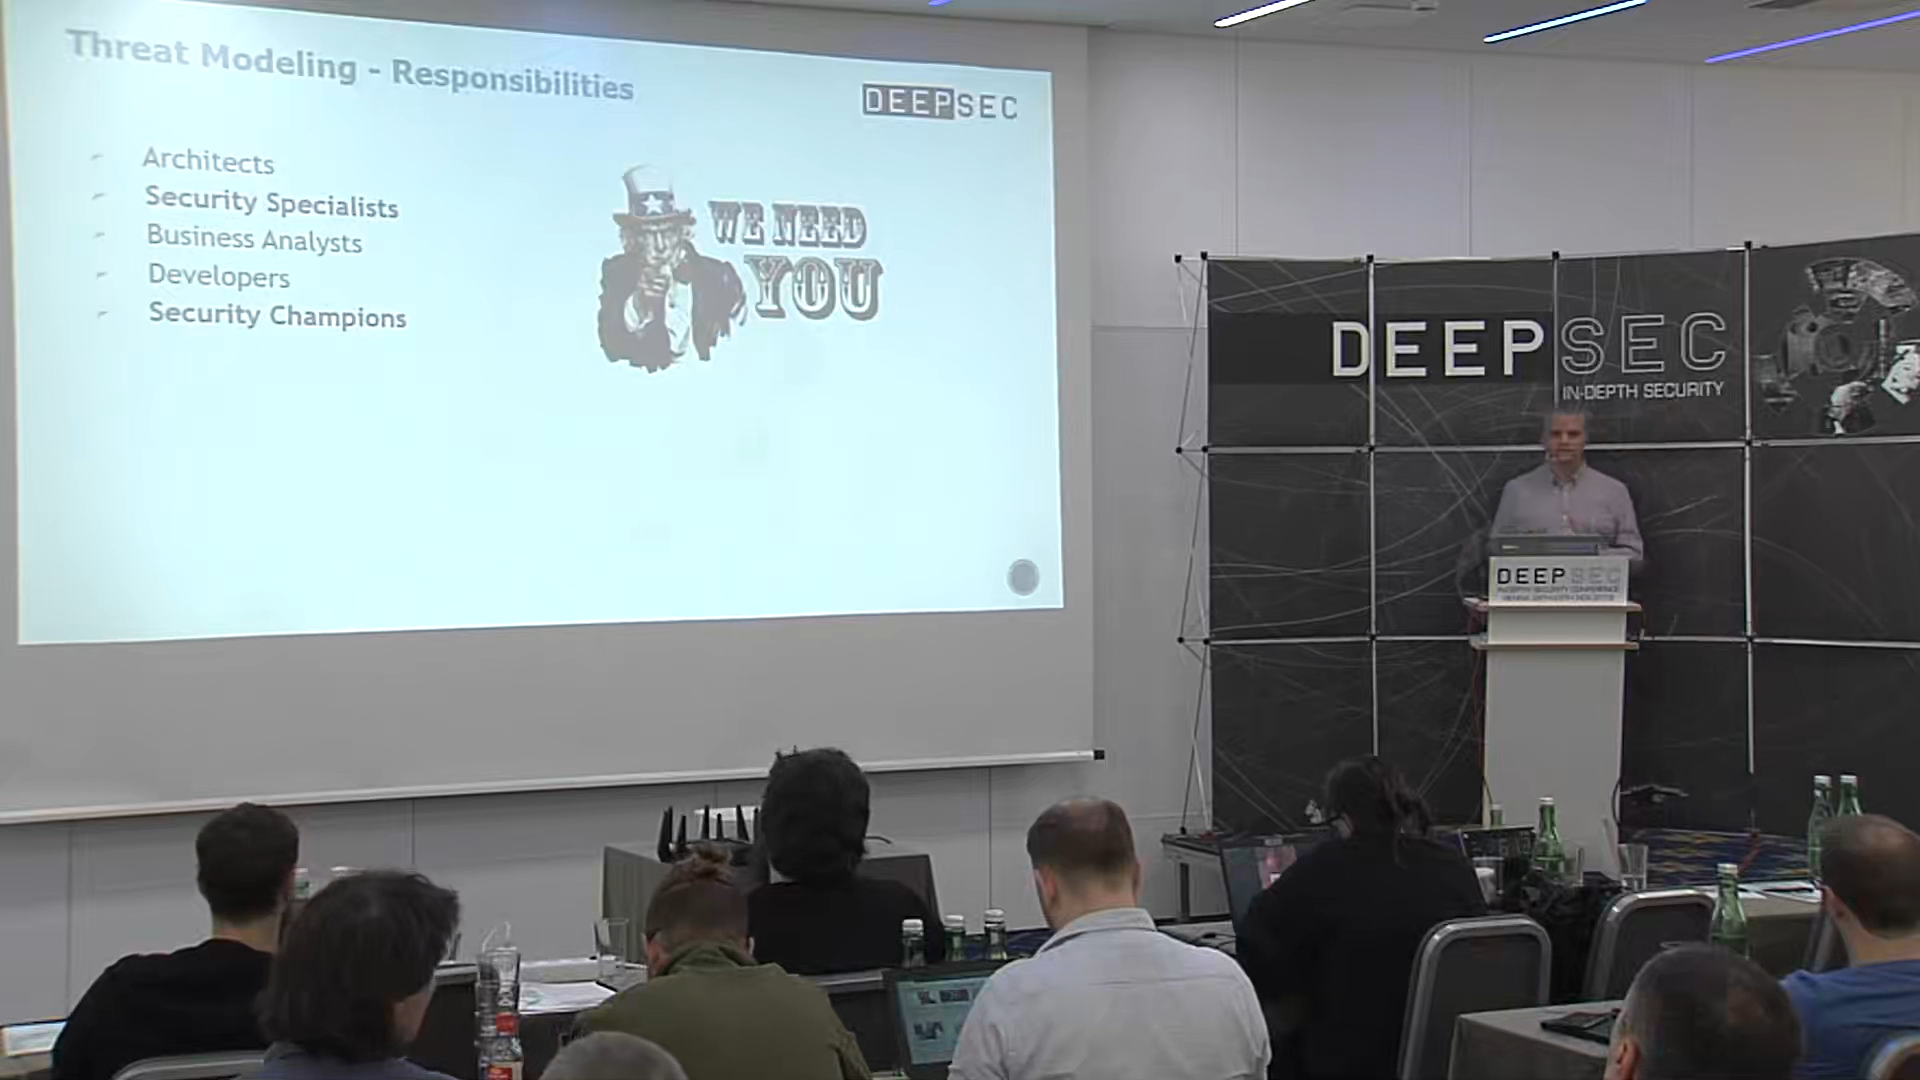 Threat Modeling - Responsibilities
DEEPSEC
Architects
Security Specialists
Business Analysts
Developers
Security Champions
WE NEED
YOU
DEEPSEC
IN-DEPTH SECURITY
DEEPSEC